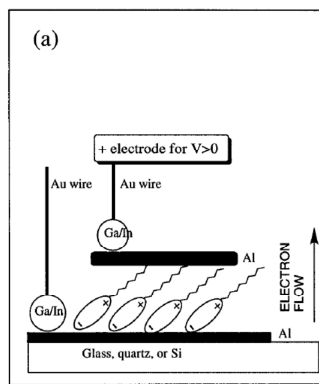 (a)
+ electrode for V>0
Au wire
Au wire
Ga/In
Al
Ga/In
+
+
+
+
-
-
-
-
Al
Glass, quartz, or Si
ELECTRON
FLOW